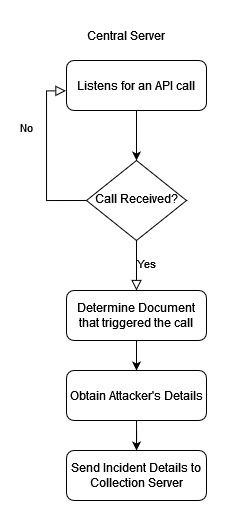 Central Server
Listens for an API call
No
Call Received?
Yes
Determine Document
that triggered the call
Obtain Attacker's Details
Send Incident Details to
Collection Server